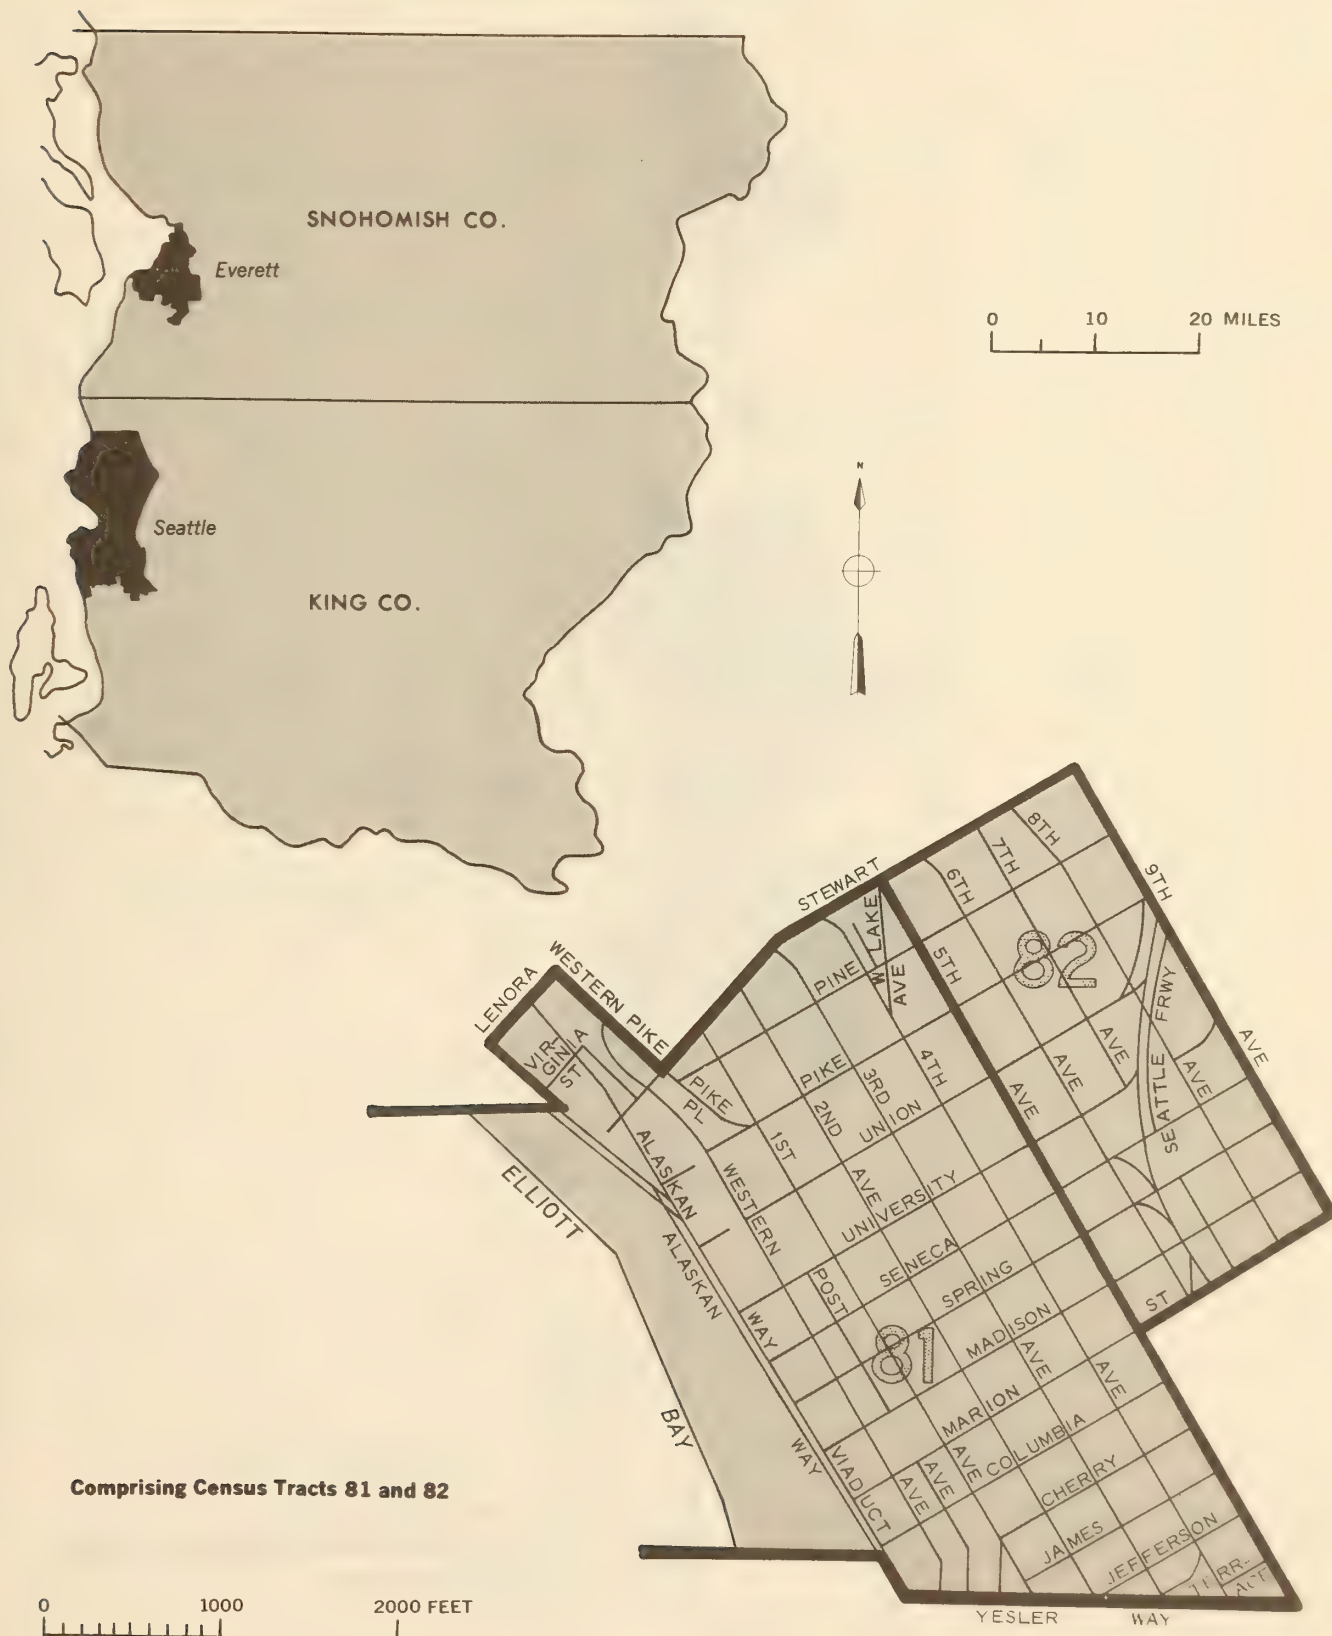 SNOHOMISH CO.
Everett
0 10 20 MILES
N
Seattle
KING CO.
STEWART
8TH
7TH
6TH
9TH
LENORA
WESTERN
PIKE
W LAKE
AVE
PINE
5TH
82
FRWY
SEATTLE
AVE
VIR-
GINIA
ST
PIKE
PL
PIKE
3RD
4TH
2ND
UNION
1ST
AVE
AVE
AVE
AVE
ALASKAN
WESTERN
AVE
UNIVERSITY
ELLIOTT
ALASKAN
POST
SENECA
SPRING
ST
WAY
81
MADISON
AVE
AVE
BAY
WAY
MARION
COLUMBIA
VIADUCT
AVE
AVE
AVE
CHERRY
JAMES
JEFFERSON
TERR-
ACE
Comprising Census Tracts 81 and 82
0 1000 2000 FEET
YESLER WAY